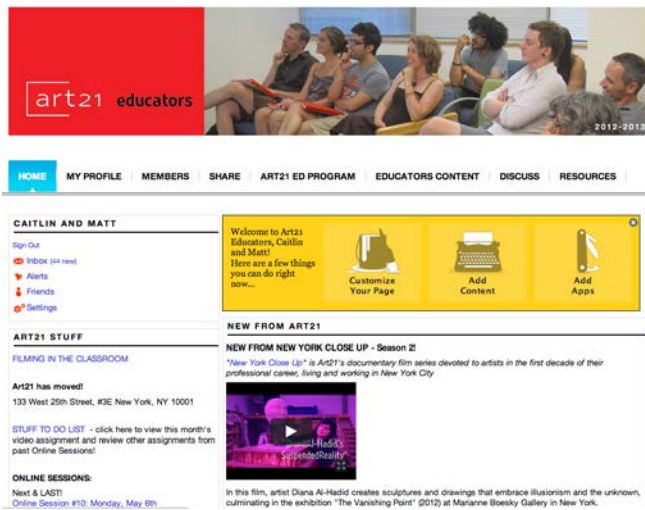 art21 educators
2012-2013
HOME MY PROFILE MEMBERS SHARE ART21 ED PROGRAM EDUCATORS CONTENT DISCUSS RESOURCES
CAITLIN AND MATT
Sign Out
Inbox (44 new)
Alerts
Friends
Settings
Welcome to Art21
Educators, Caitlin
and Matt!
Here are a few things
you can do right
now...
Customize
Your Page
Add
Content
Add
Apps
ART21 STUFF
FILMING IN THE CLASSROOM
Art21 has moved!
133 West 25th Street, #3E New York, NY 10001
STUFF TO DO LIST - click here to view this month's
video assignment and review other assignments from
past Online Sessions!
ONLINE SESSIONS:
Next & LAST!
Online Session #10: Monday, May 6th
NEW FROM ART21
NEW FROM NEW YORK CLOSE UP - Season 2!
"New York Close Up" is Art21's documentary film series devoted to artists in the first decade of their
professional career, living and working in New York City
Diana Al-Hadid's
SuspendedReality
In this film, artist Diana Al-Hadid creates sculptures and drawings that embrace illusionism and the unknown,
culminating in the exhibition "The Vanishing Point" (2012) at Marianne Boesky Gallery in New York.